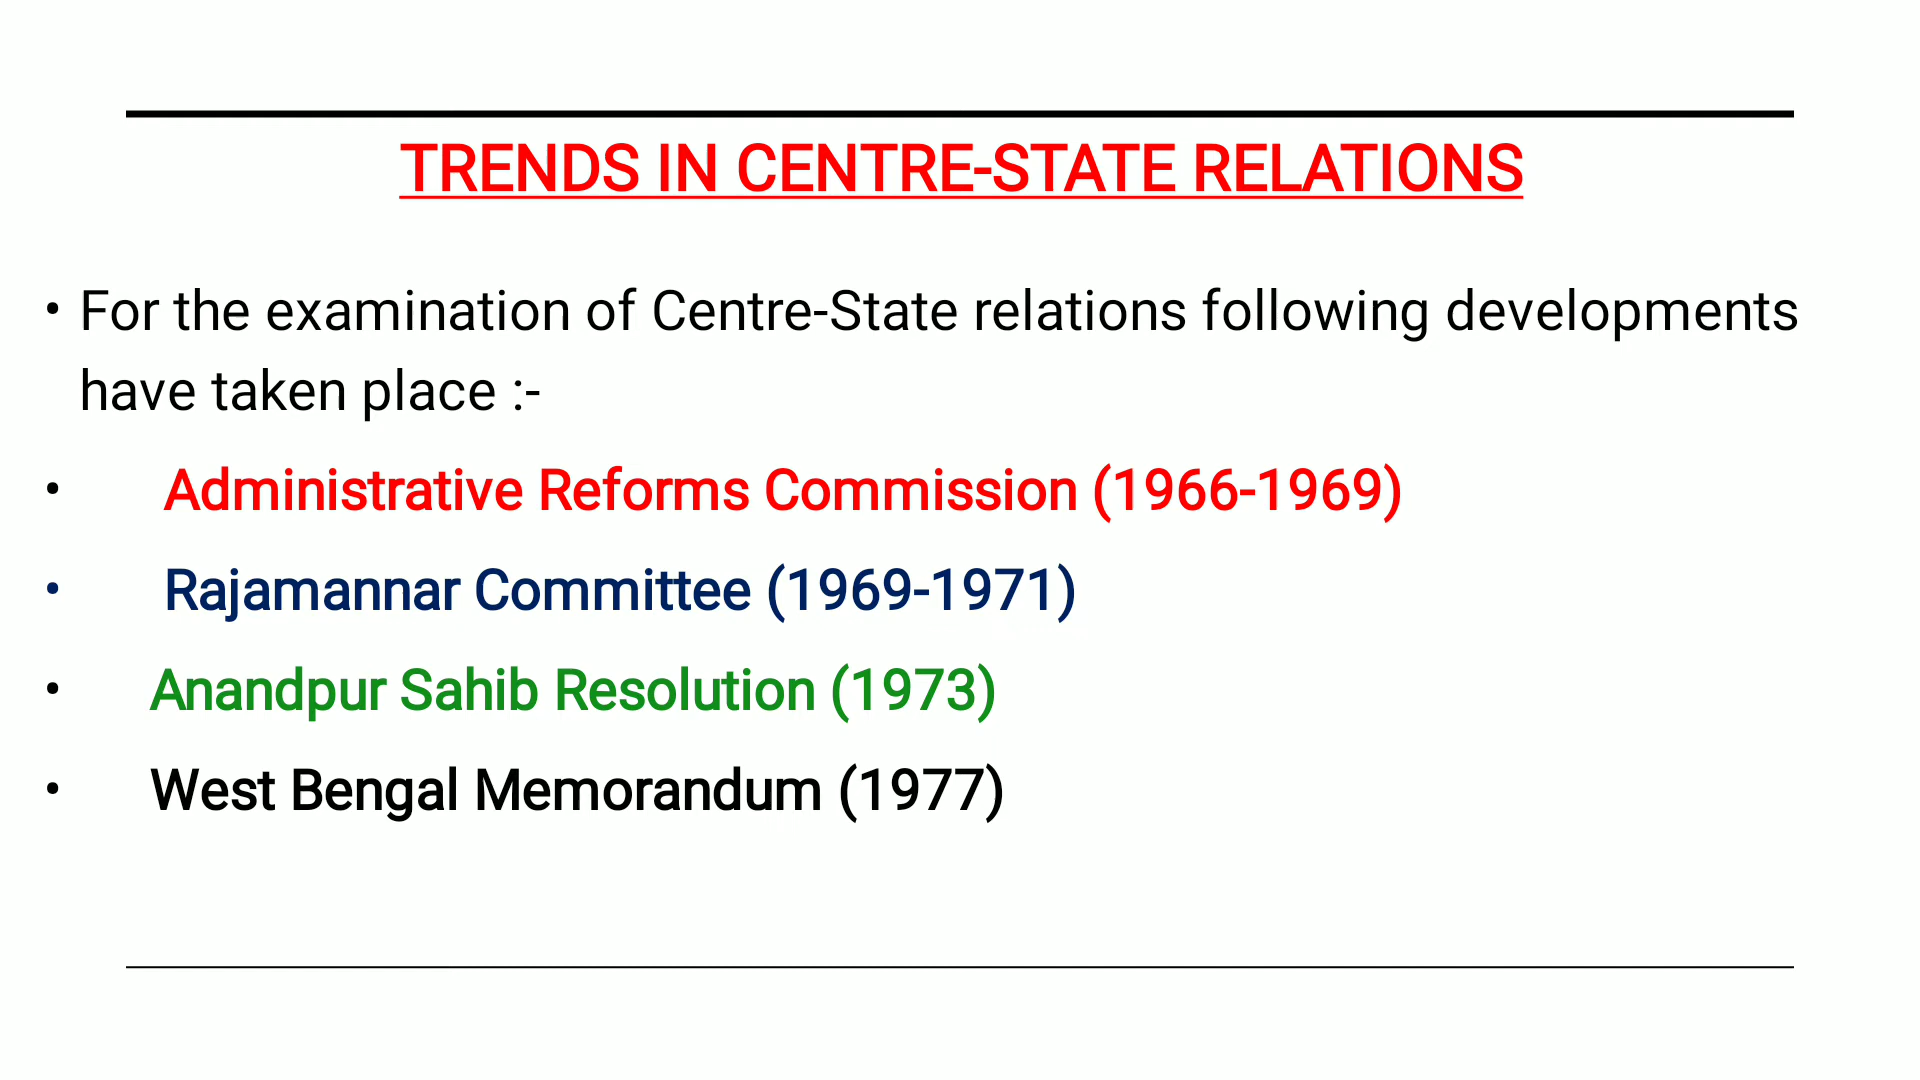 TRENDS IN CENTRE-STATE RELATIONS
• For the examination of Centre-State relations following developments
have taken place :-
• Administrative Reforms Commission (1966-1969)
• Rajamannar Committee (1969-1971)
• Anandpur Sahib Resolution (1973)
• West Bengal Memorandum (1977)